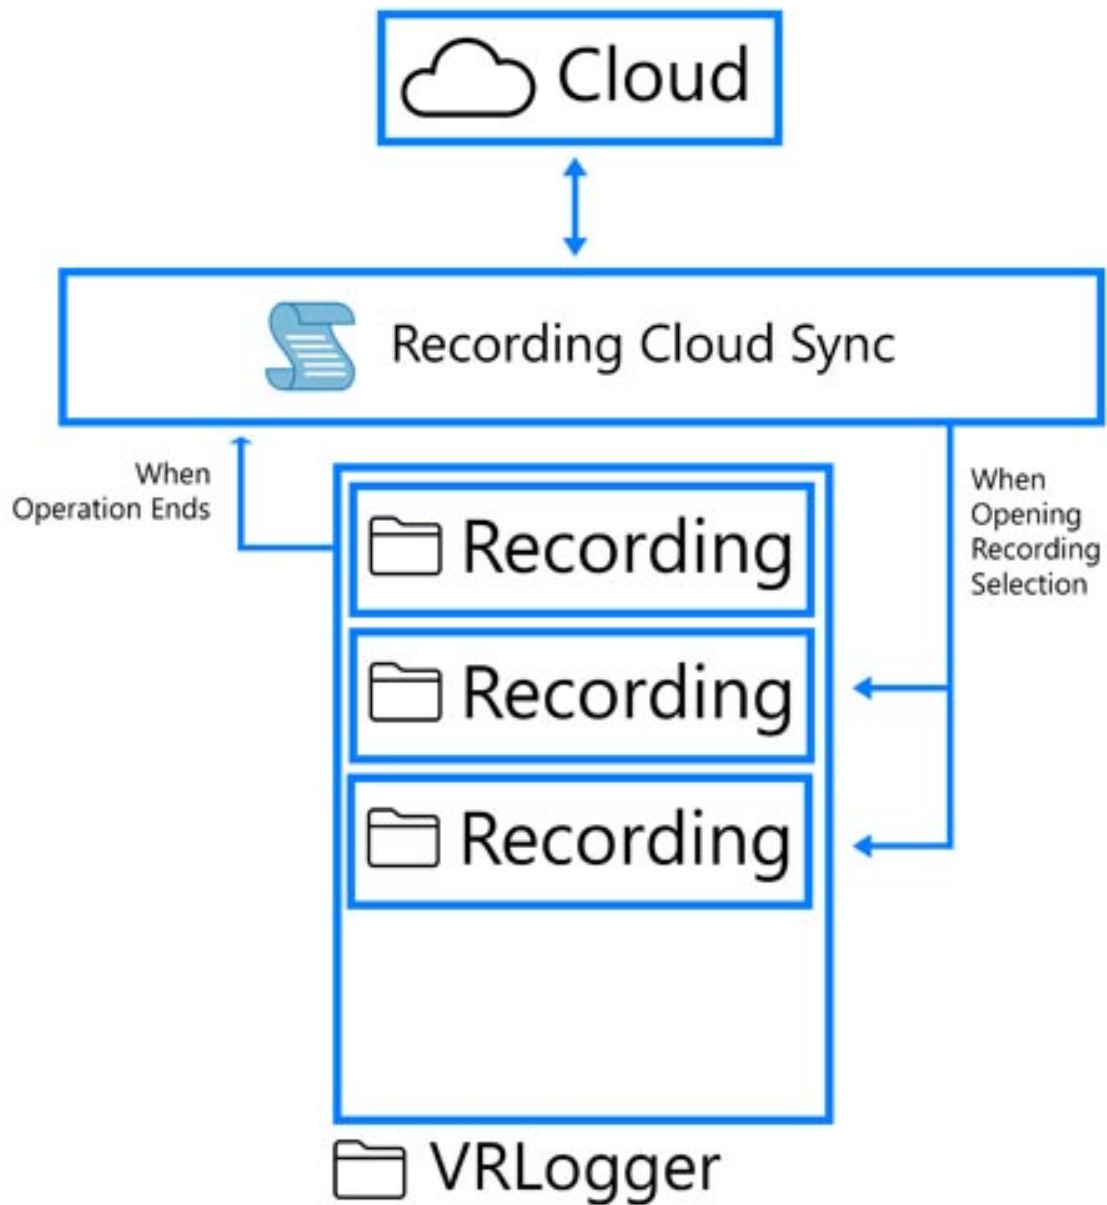 Cloud
Recording Cloud Sync
When
Operation Ends
When
Opening
Recording
Selection
Recording
Recording
Recording
VRLogger